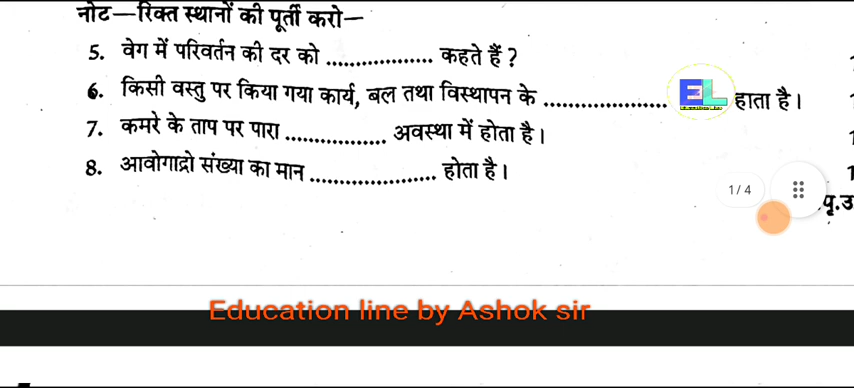 नोट—रिक्त स्थानों की पूर्ती करो—
5. वेग में परिवर्तन की दर को .................. कहते हैं ?
6. किसी वस्तु पर किया गया कार्य, बल तथा विस्थापन के ..................... EL हाता है।
7. कमरे के ताप पर पारा ................. अवस्था में होता है।
8. आवोगाद्रो संख्या का मान ...................... होता है।
1 / 4
पृ.उ
Education line by Ashok sir